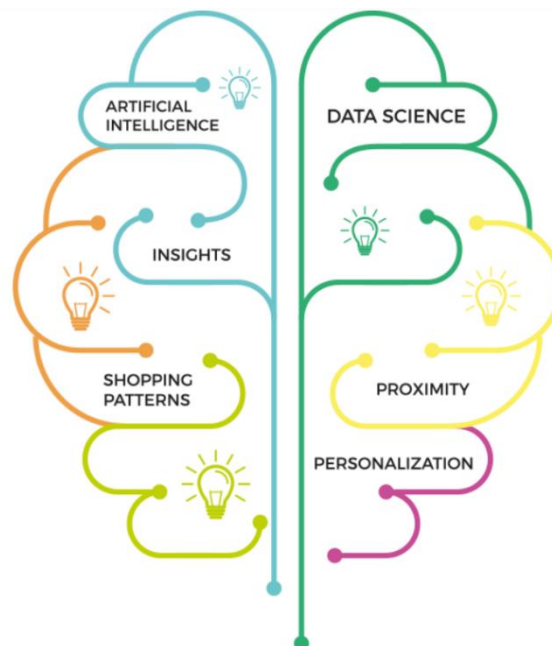 ARTIFICIAL
INTELLIGENCE
DATA SCIENCE
INSIGHTS
SHOPPING
PATTERNS
PROXIMITY
PERSONALIZATION